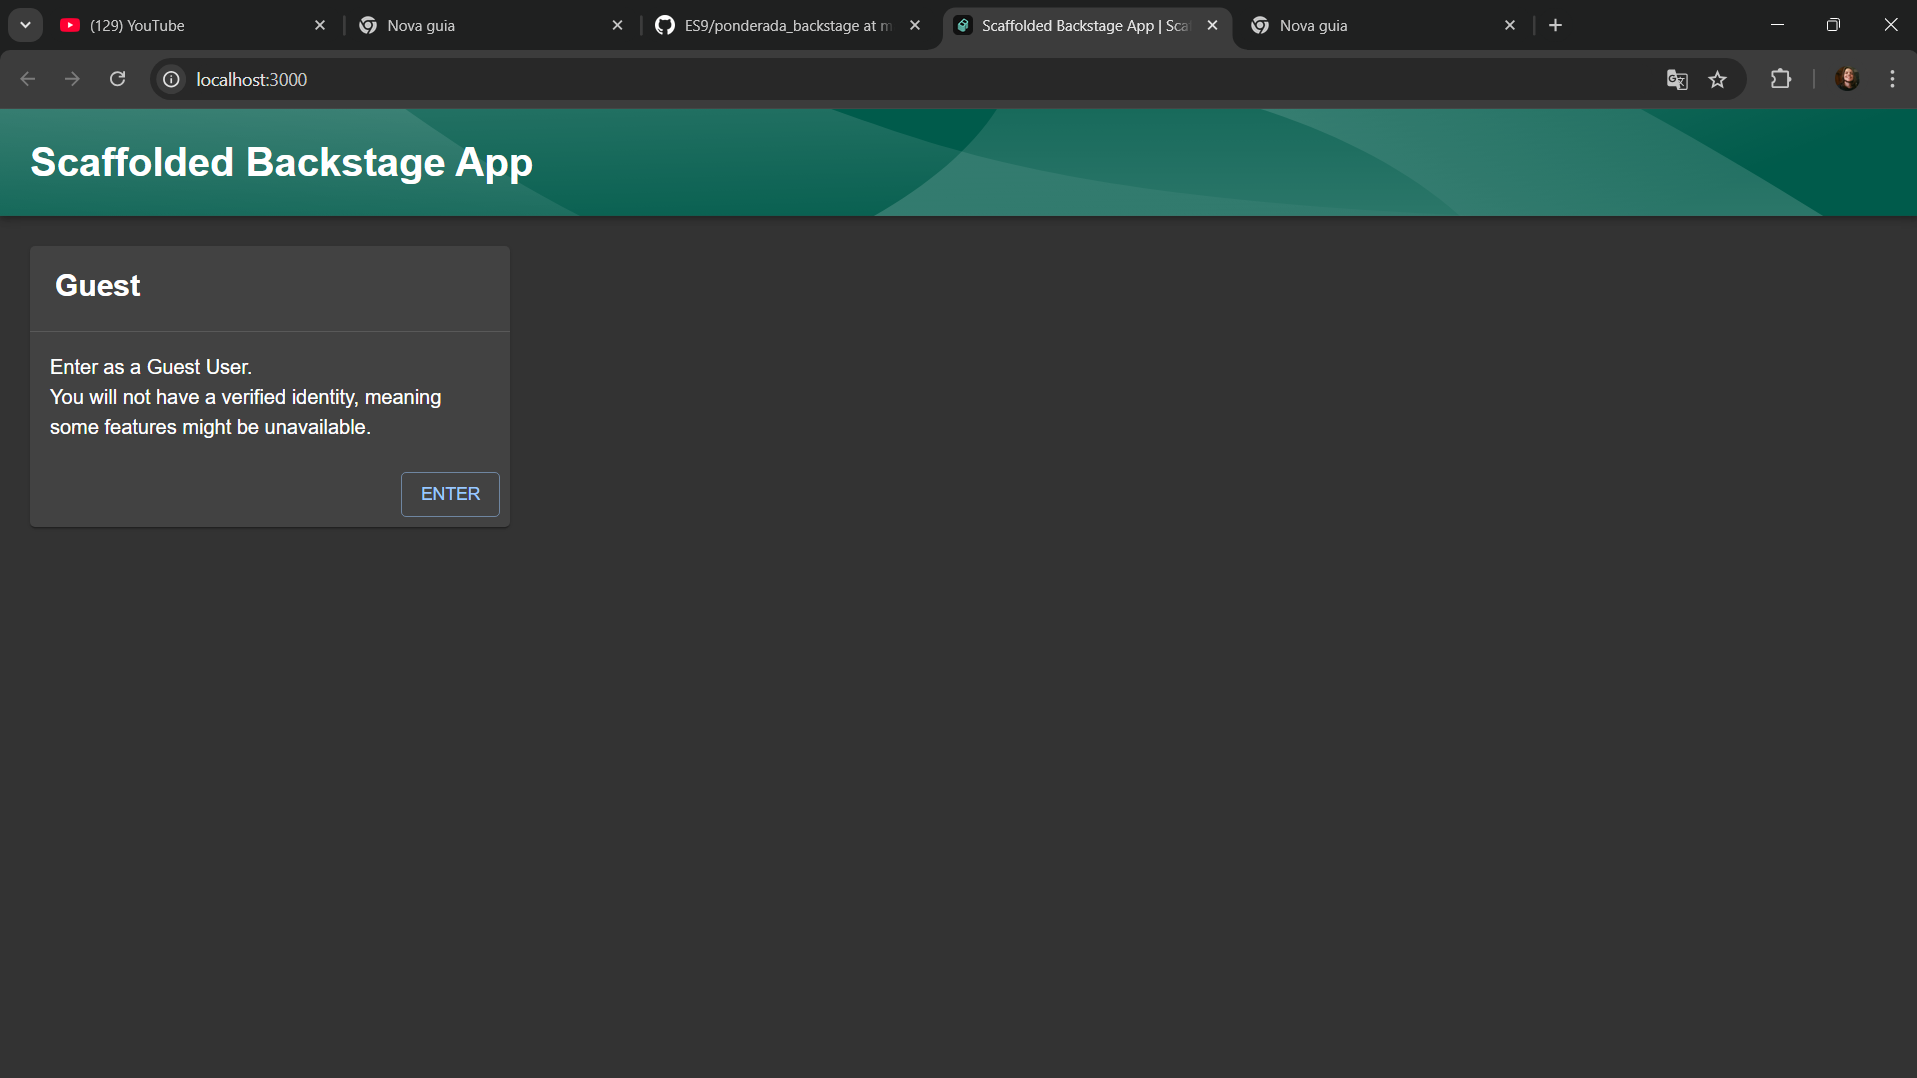 (129) YouTube
Nova guia
ES9/ponderada_backstage at m
Scaffolded Backstage App | Sca
Nova guia
localhost:3000
Scaffolded Backstage App
Guest
Enter as a Guest User.
You will not have a verified identity, meaning
some features might be unavailable.
ENTER